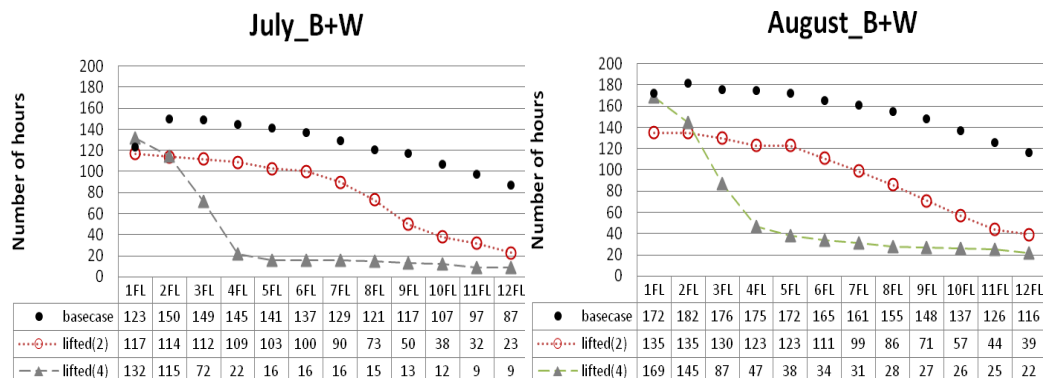 July_B+W
Number of hours
200
180
160
140
120
100
80
60
40
20
0
1FL 2FL 3FL 4FL 5FL 6FL 7FL 8FL 9FL 10FL 11FL 12FL
basecase 123 150 149 145 141 137 129 121 117 107 97 87
lifted(2) 117 114 112 109 103 100 90 73 50 38 32 23
lifted(4) 132 115 72 22 16 16 16 15 13 12 9 9
August_B+W
Number of hours
200
180
160
140
120
100
80
60
40
20
0
1FL 2FL 3FL 4FL 5FL 6FL 7FL 8FL 9FL 10FL 11FL 12FL
basecase 172 182 176 175 172 165 161 155 148 137 126 116
lifted(2) 135 135 130 123 123 111 99 86 71 57 44 39
lifted(4) 169 145 87 47 38 34 31 28 27 26 25 22